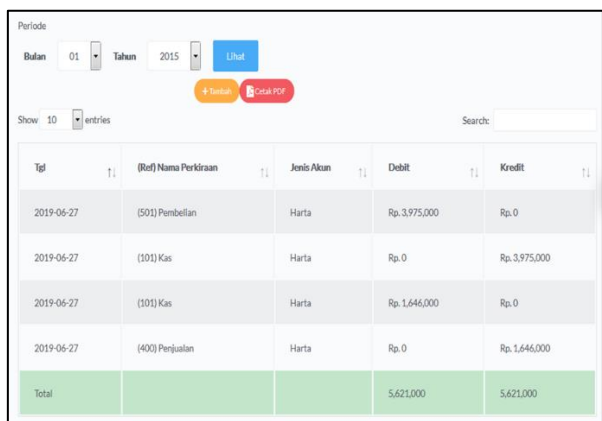 Periode
Bulan 01 Tahun 2015 Lihat
+ Tambah Cetak PDF
Show 10 entries Search:
Tgl (Ref) Nama Perkiraan Jenis Akun Debit Kredit
2019-06-27 (501) Pembelian Harta Rp. 3,975,000 Rp. 0
2019-06-27 (101) Kas Harta Rp. 0 Rp. 3,975,000
2019-06-27 (101) Kas Harta Rp. 1,646,000 Rp. 0
2019-06-27 (400) Penjualan Harta Rp. 0 Rp. 1,646,000
Total 5,621,000 5,621,000